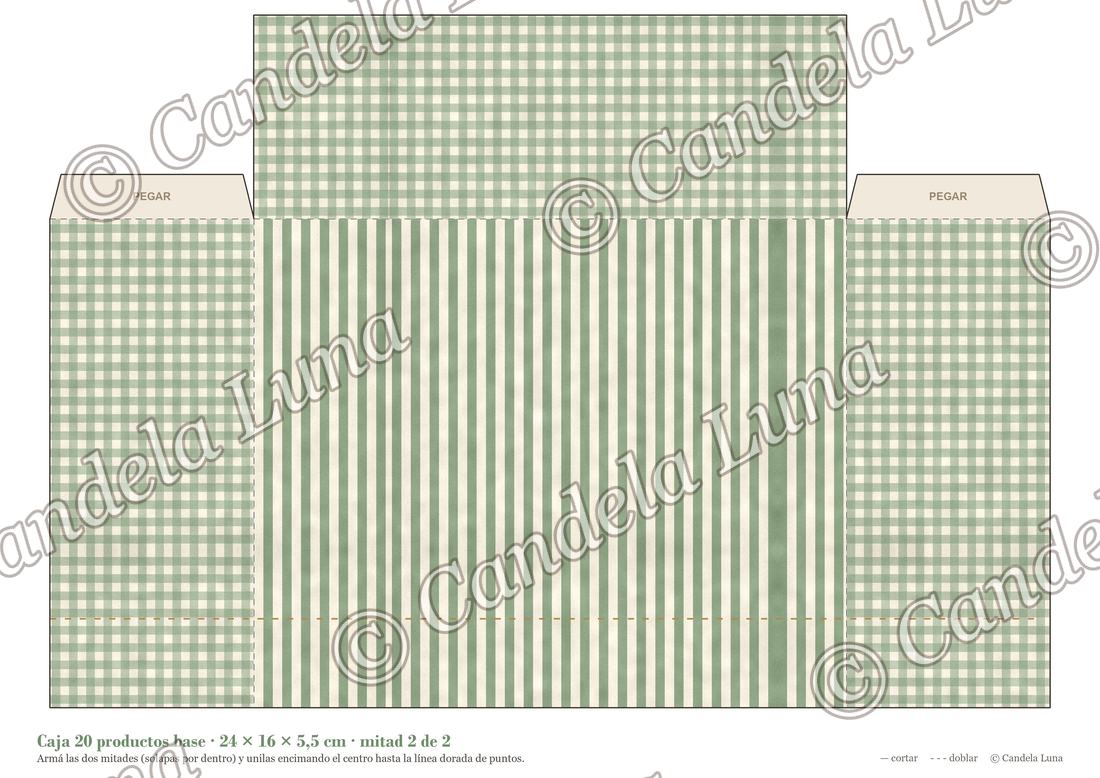 © Candela Luna
© Candela Luna
PEGAR
PEGAR
©
Candela Luna
© Candela Luna
© Candela
Caja 20 productos base · 24 × 16 × 5,5 cm · mitad 2 de 2
Armá las dos mitades (solapas por dentro) y unilas encimando el centro hasta la línea dorada de puntos.
— cortar - - - doblar © Candela Luna